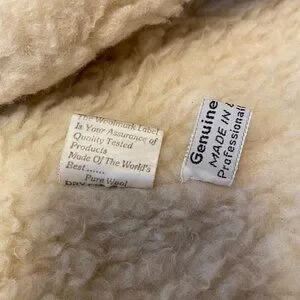 The Woolmark Label
Is Your Assurance of
Quality Tested
Products
Made Of The World's
Best......
Pure Wool
DRY
Genuine
MADE IN
Professional